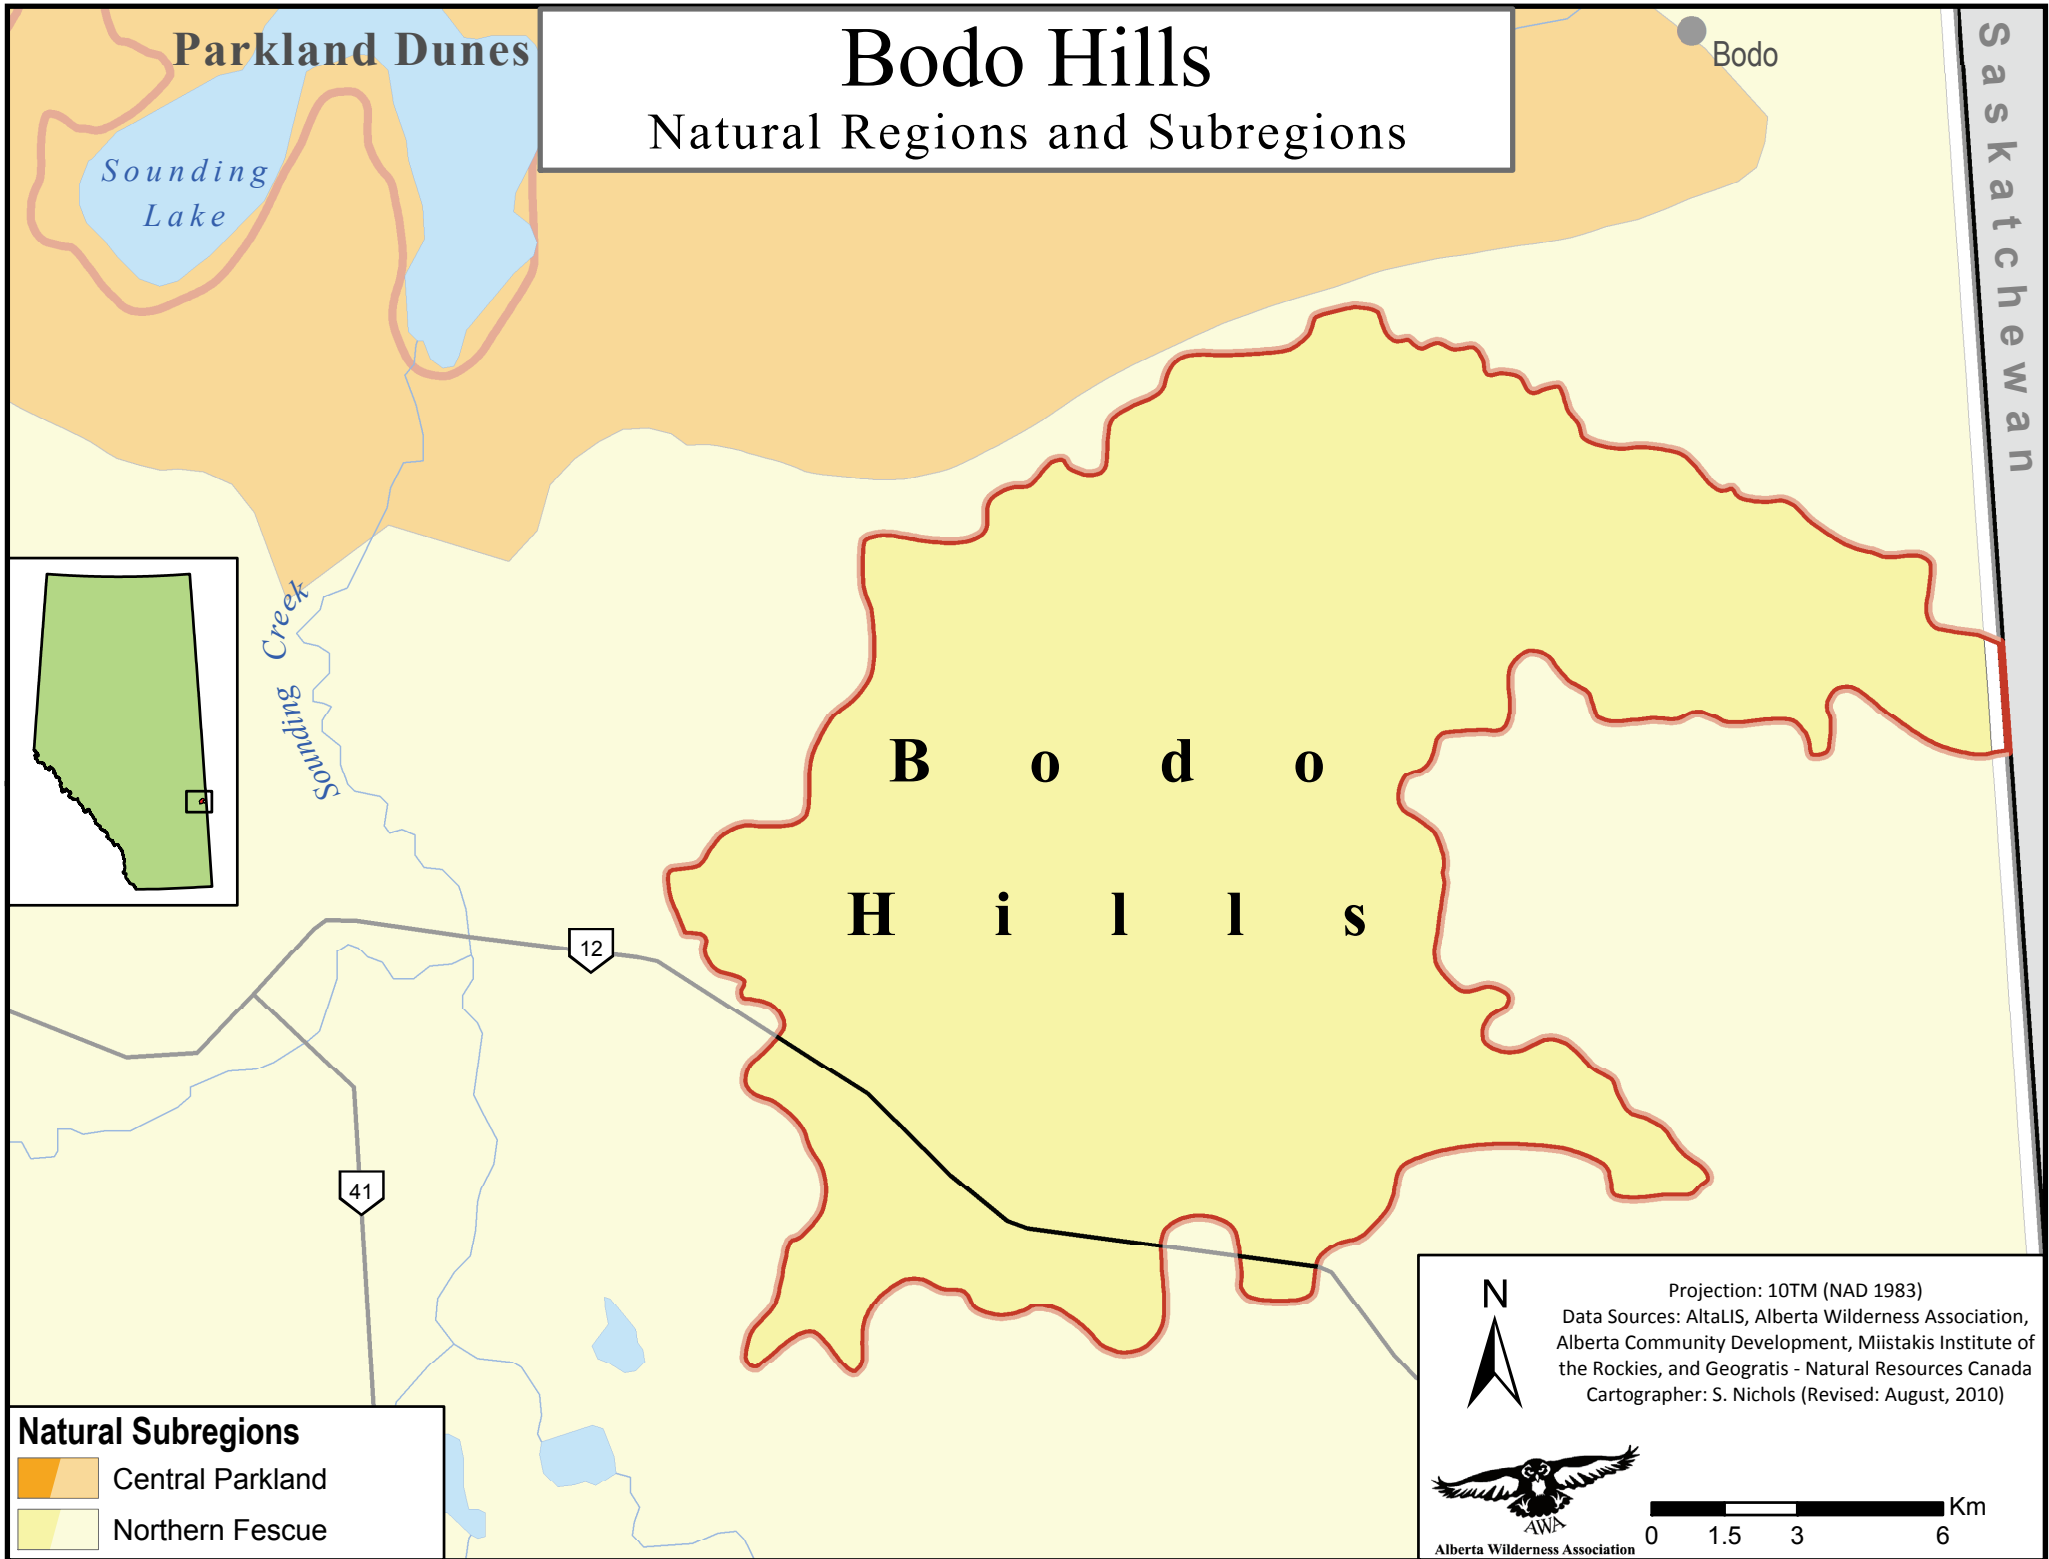 Bodo Hills
Natural Regions and Subregions
Parkland Dunes
Bodo
Saskatchewan
Sounding
Lake
Sounding Creek
Bodo
Hills
12
41
N
Projection: 10TM (NAD 1983)
Data Sources: AltaLIS, Alberta Wilderness Association,
Alberta Community Development, Miistakis Institute of
the Rockies, and Geogratis - Natural Resources Canada
Cartographer: S. Nichols (Revised: August, 2010)
Natural Subregions
Central Parkland
Northern Fescue
AWA
Alberta Wilderness Association
Km
0 1.5 3 6